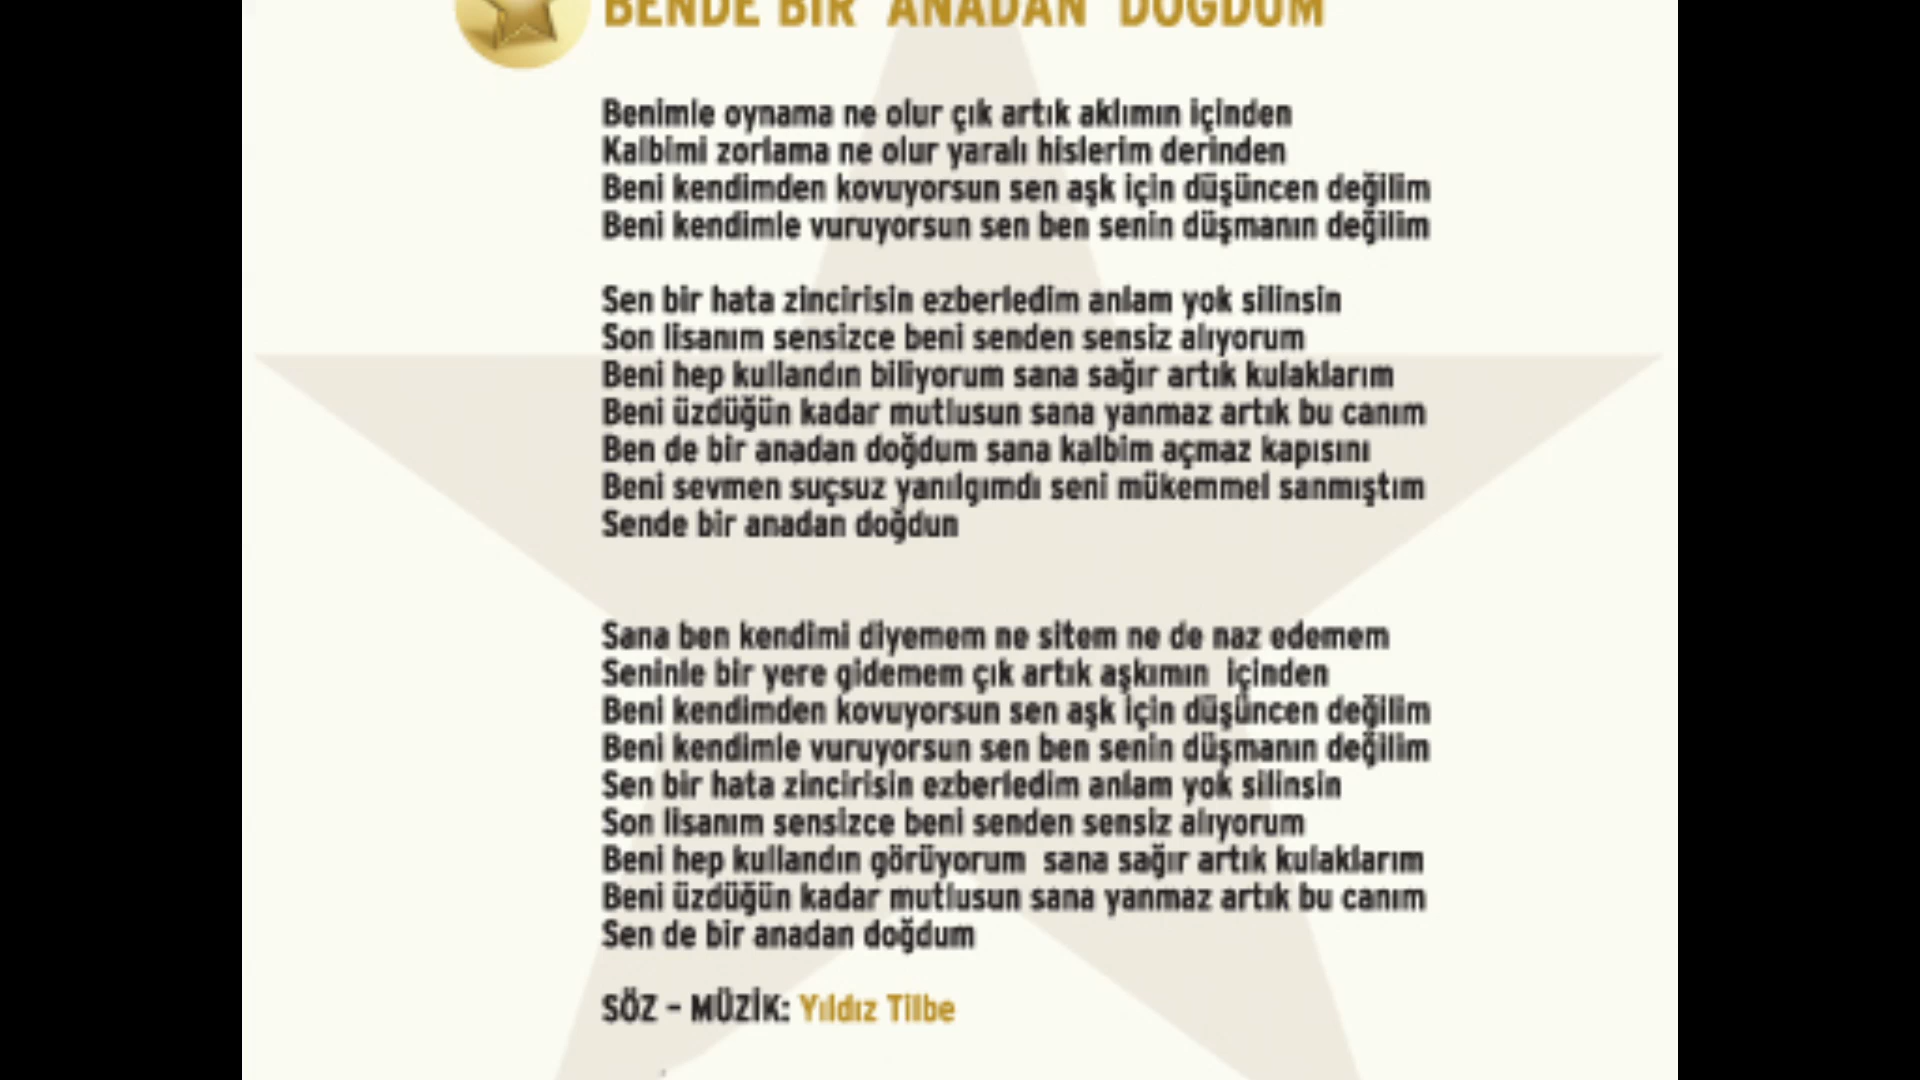 BENDE BİR ANADAN DOĞDUM
Benimle oynama ne olur çık artık aklımın içinden
Kalbimi zorlama ne olur yaralı hislerim derinden
Beni kendimden kovuyorsun sen aşk için düşüncen değilim
Beni kendimle vuruyorsun sen ben senin düşmanın değilim
Sen bir hata zincirisin ezberledim anlam yok silinsin
Son lisanım sensizce beni senden sensiz alıyorum
Beni hep kullandın biliyorum sana sağır artık kulaklarım
Beni üzdüğün kadar mutlusun sana yanmaz artık bu canım
Ben de bir anadan doğdum sana kalbim açmaz kapısını
Beni sevmen suçsuz yanılgımdı seni mükemmel sanmıştım
Sende bir anadan doğdun
Sana ben kendimi diyemem ne sitem ne de naz edemem
Seninle bir yere gidemem çık artık aşkımın içinden
Beni kendimden kovuyorsun sen aşk için düşüncen değilim
Beni kendimle vuruyorsun sen ben senin düşmanın değilim
Sen bir hata zincirisin ezberledim anlam yok silinsin
Son lisanım sensizce beni senden sensiz alıyorum
Beni hep kullandın görüyorum sana sağır artık kulaklarım
Beni üzdüğün kadar mutlusun sana yanmaz artık bu canım
Sen de bir anadan doğdum
SÖZ - MÜZİK: Yıldız Tilbe